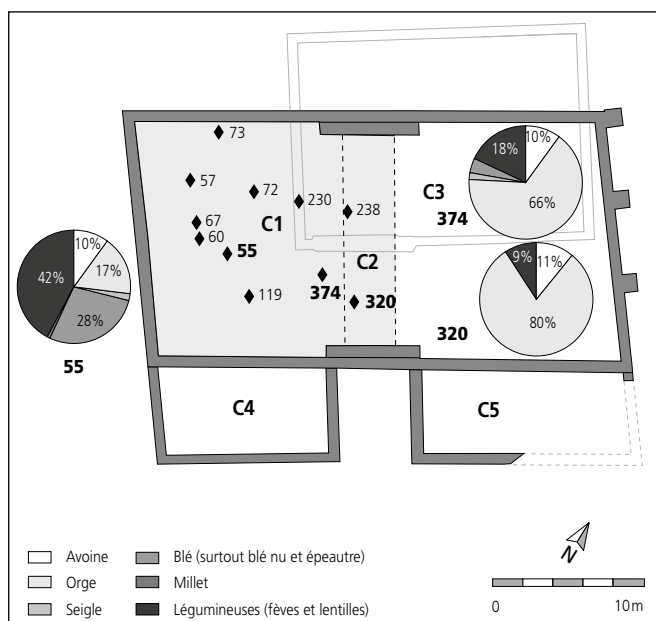 73
10%
18%
57
72
C3
230
238
374
66%
67
C1
10%
60
17%
55
C2
9%
11%
42%
374
119
320
28%
320
80%
55
C4
C5
Avoine
Blé (surtout blé nu et épeautre)
Orge
Millet
Seigle
Légumineuses (fèves et lentilles)
N
0
10 m